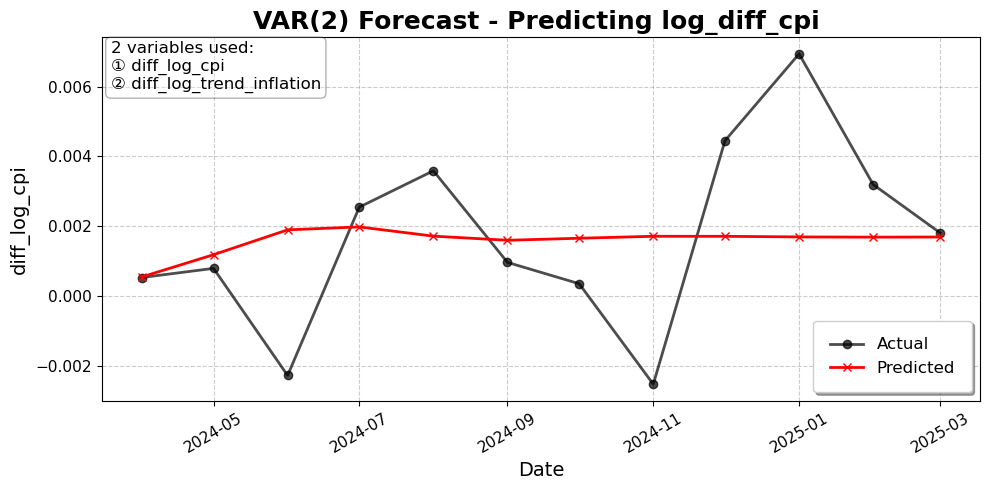 VAR(2) Forecast - Predicting log_diff_cpi
2 variables used:
① diff_log_cpi
② diff_log_trend_inflation
diff_log_cpi
0.006
0.004
0.002
0.000
−0.002
Actual
Predicted
2024-05
2024-07
2024-09
2024-11
2025-01
2025-03
Date